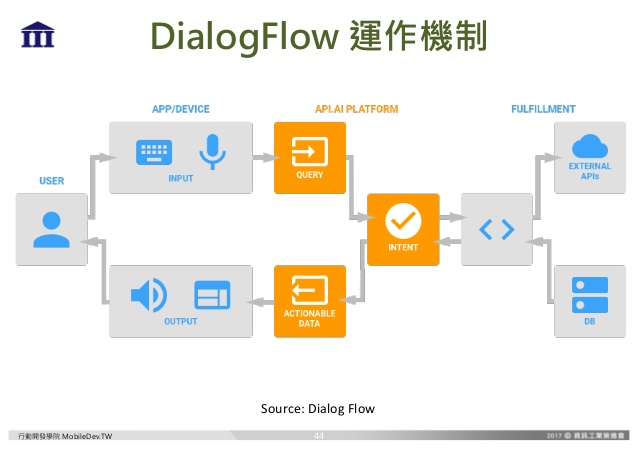 DialogFlow 運作機制
APP/DEVICE
API.AI PLATFORM
FULFILLMENT
USER
INPUT
QUERY
EXTERNAL
APIs
INTENT
OUTPUT
ACTIONABLE
DATA
DB
Source: Dialog Flow
行動開發學院 MobileDev.TW
44
2017 © 資訊工業策進會